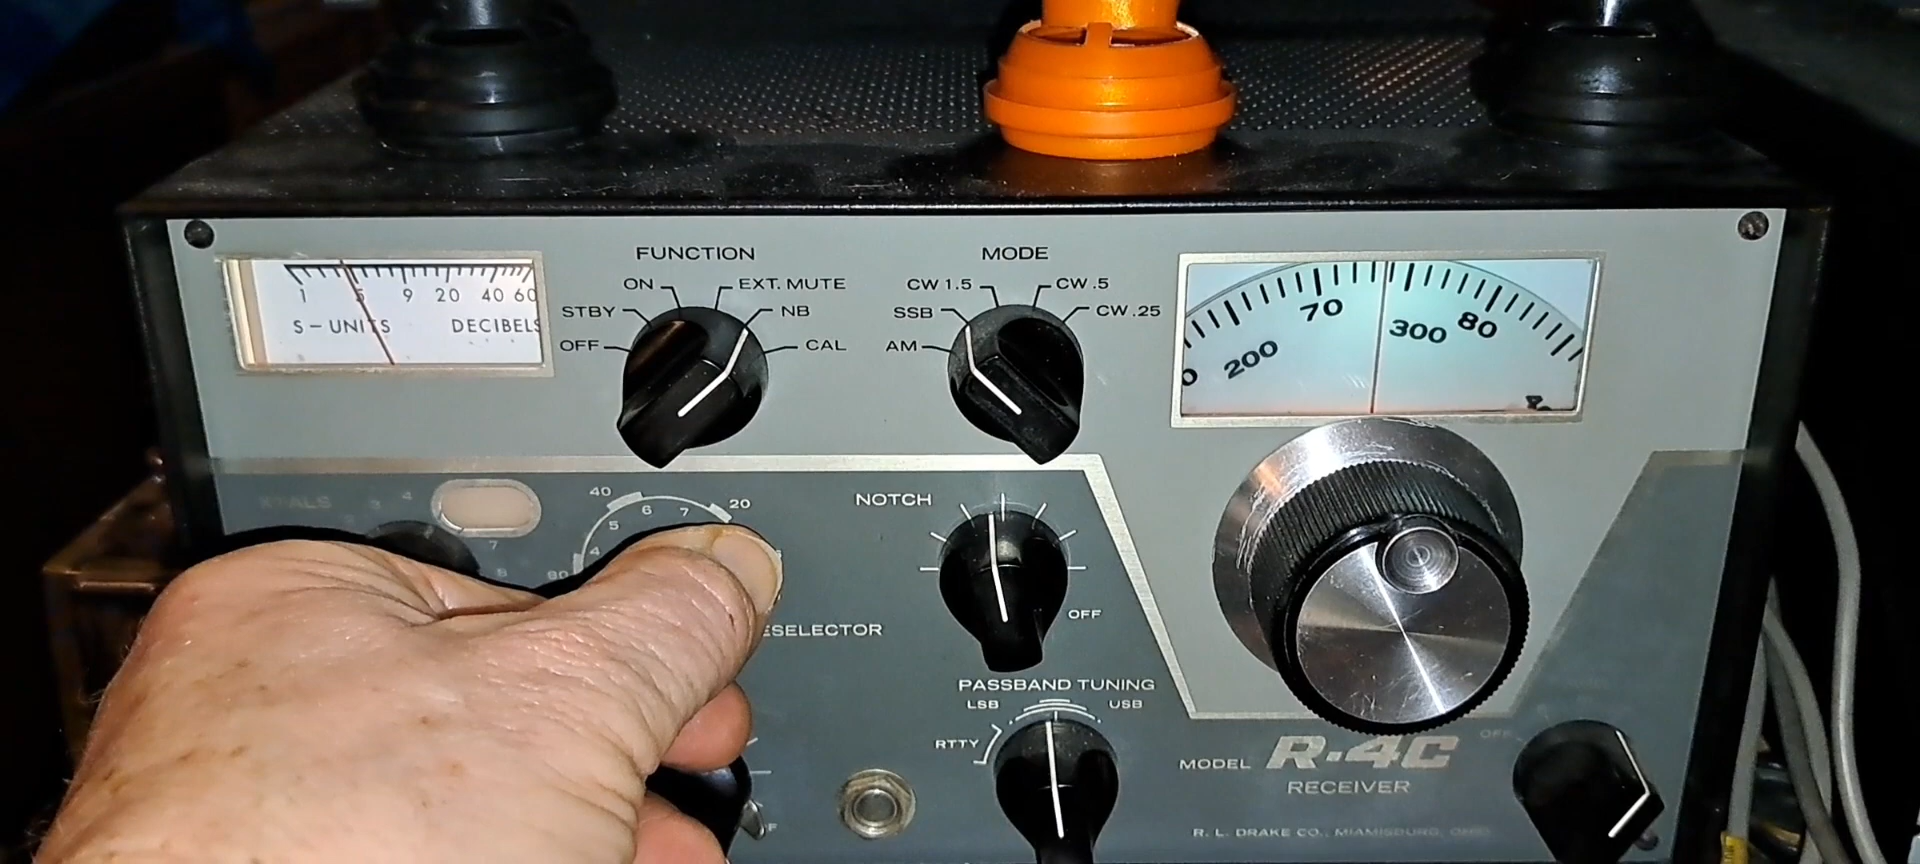 FUNCTION
ON
EXT. MUTE
STBY
NB
OFF
CAL
MODE
CW 1.5
CW .5
SSB
CW .25
AM
1 5 9 20 40 60
S-UNITS DECIBELS
70 80
0 200 300
XTALS
3 4
7
8
40 20
5 6 7
4
80
ESELECTOR
NOTCH
OFF
PASSBAND TUNING
LSB USB
RTTY
MODEL R-4C
RECEIVER
R. L. DRAKE CO., MIAMISBURG, OHIO
OFF